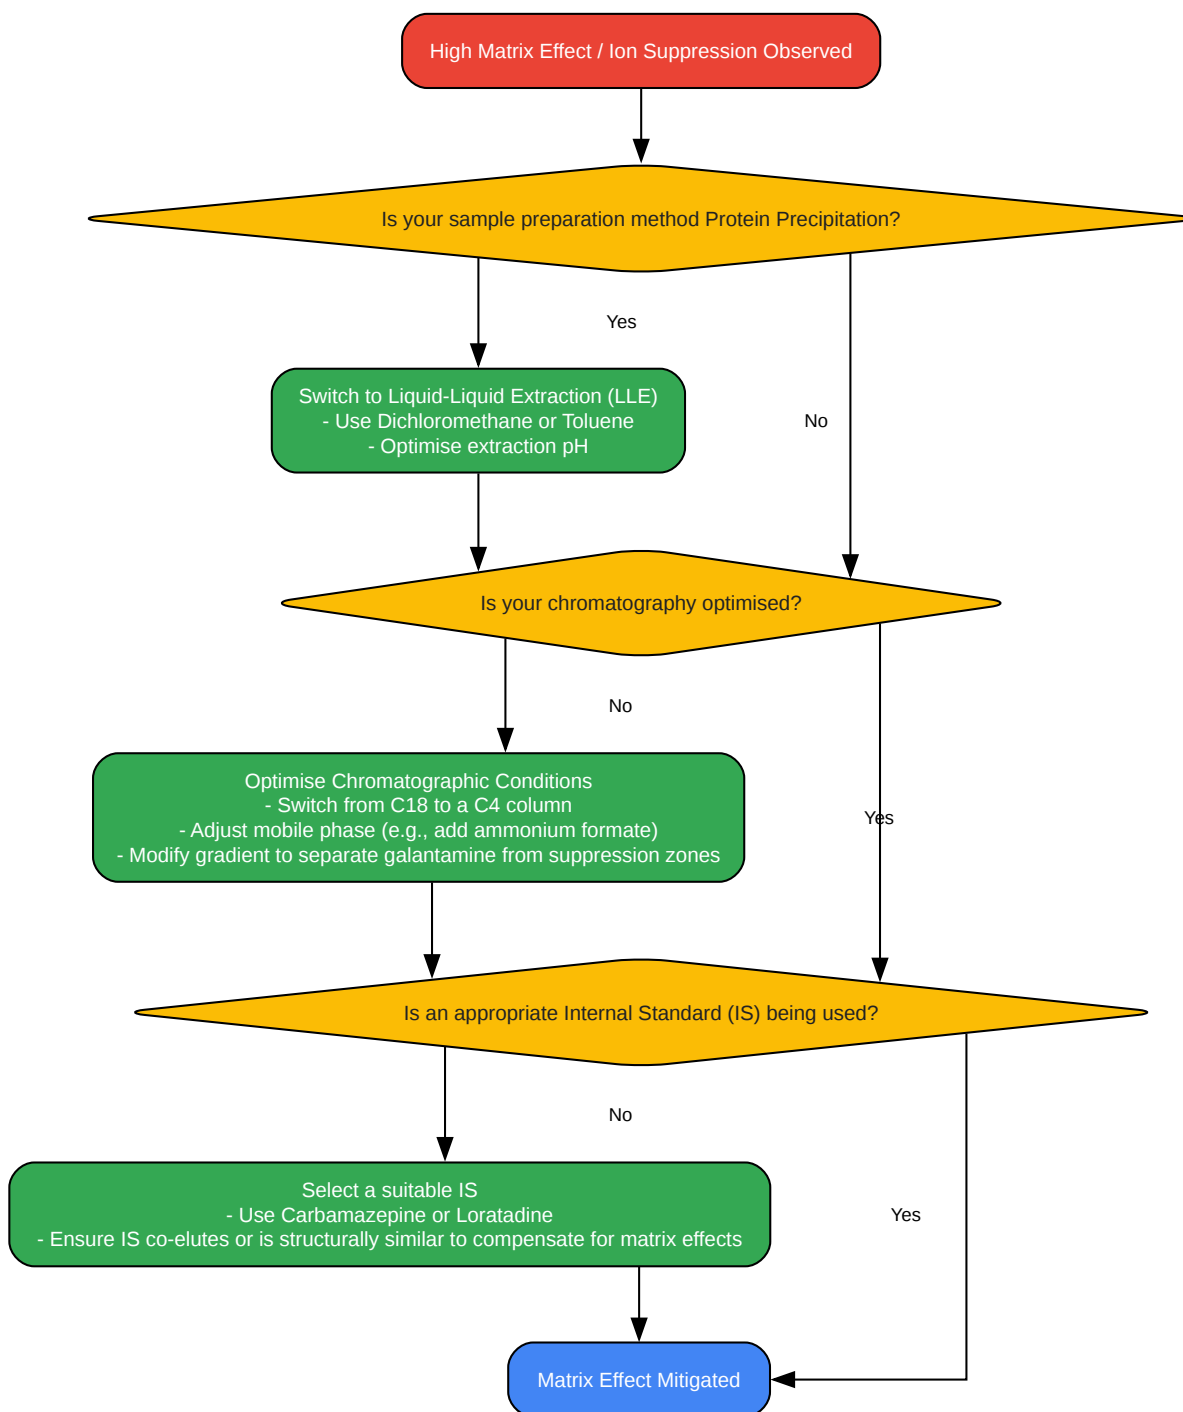 High Matrix Effect / Ion Suppression Observed
Is your sample preparation method Protein Precipitation?
Yes
Switch to Liquid-Liquid Extraction (LLE)
- Use Dichloromethane or Toluene
- Optimise extraction pH
No
Is your chromatography optimised?
No
Optimise Chromatographic Conditions
- Switch from C18 to a C4 column
- Adjust mobile phase (e.g., add ammonium formate)
- Modify gradient to separate galantamine from suppression zones
Yes
Is an appropriate Internal Standard (IS) being used?
No
Select a suitable IS
- Use Carbamazepine or Loratadine
- Ensure IS co-elutes or is structurally similar to compensate for matrix effects
Yes
Matrix Effect Mitigated